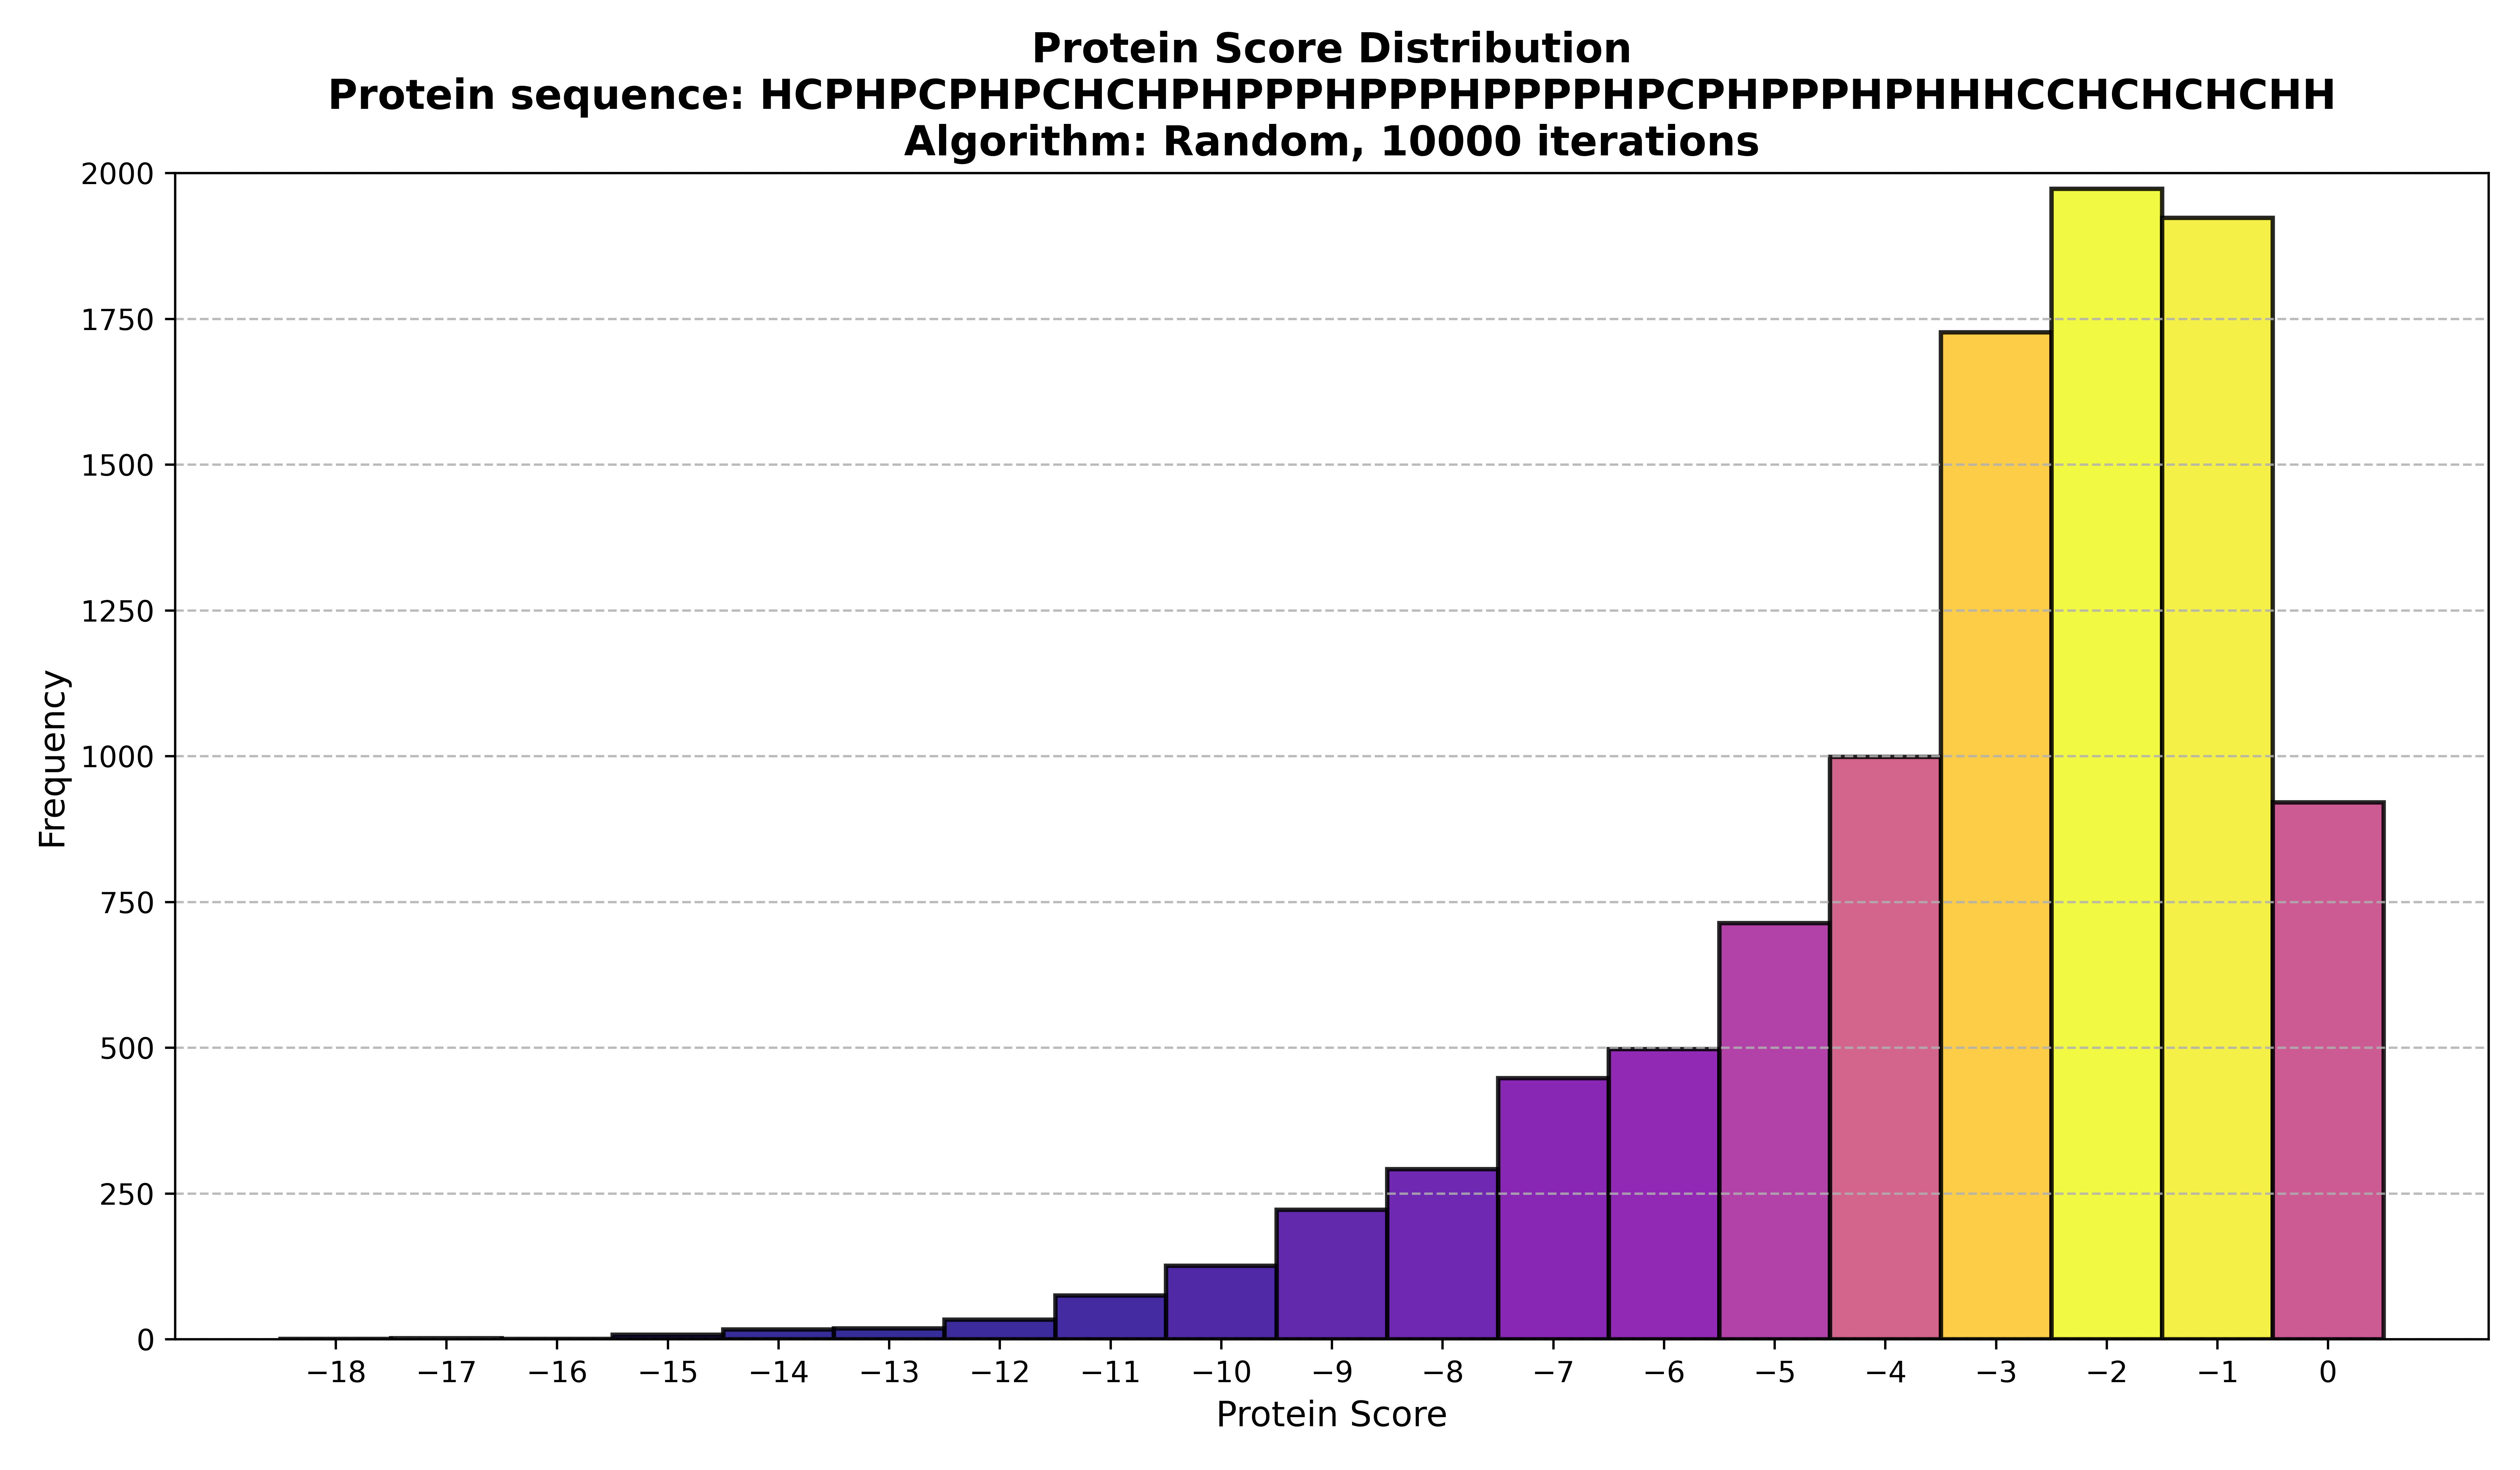 Protein Score Distribution
Protein sequence: HCPHPCPHPCHCHPHPPPHPPPHPPPPHPCPHPPPHPHHHCCHCHCHCHH
Algorithm: Random, 10000 iterations
2000
1750
1500
1250
1000
750
500
250
0
Frequency
−18 −17 −16 −15 −14 −13 −12 −11 −10 −9 −8 −7 −6 −5 −4 −3 −2 −1 0
Protein Score